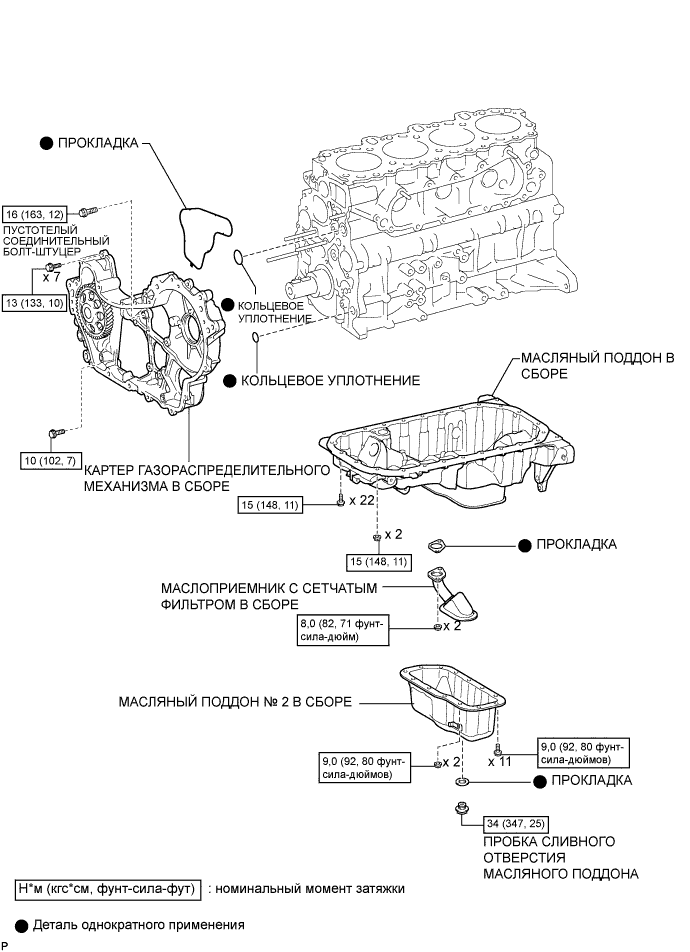 ПРОКЛАДКА
16 (163, 12)
ПУСТОТЕЛЫЙ
СОЕДИНИТЕЛЬНЫЙ
БОЛТ-ШТУЦЕР
x 7
13 (133, 10)
КОЛЬЦЕВОЕ
УПЛОТНЕНИЕ
КОЛЬЦЕВОЕ УПЛОТНЕНИЕ
МАСЛЯНЫЙ ПОДДОН В
СБОРЕ
10 (102, 7)
КАРТЕР ГАЗОРАСПРЕДЕЛИТЕЛЬНОГО
МЕХАНИЗМА В СБОРЕ
15 (148, 11)
x 22
x 2
15 (148, 11)
ПРОКЛАДКА
МАСЛОПРИЕМНИК С СЕТЧАТЫМ
ФИЛЬТРОМ В СБОРЕ
8,0 (82, 71 фунт-
сила-дюйм)
x 2
МАСЛЯНЫЙ ПОДДОН № 2 В СБОРЕ
9,0 (92, 80 фунт-
сила-дюймов)
x 2
x 11
9,0 (92, 80 фунт-
сила-дюймов)
ПРОКЛАДКА
34 (347, 25)
ПРОБКА СЛИВНОГО
ОТВЕРСТИЯ
МАСЛЯНОГО ПОДДОНА
Н*м (кгс*см, фунт-сила-фут) : номинальный момент затяжки
Деталь однократного применения
P